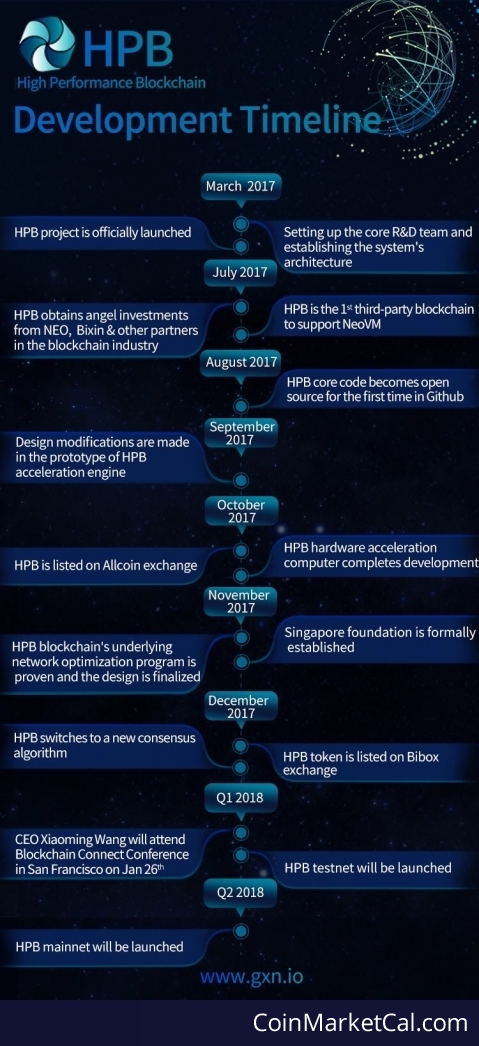 HPB
High Performance Blockchain
Development Timeline
March 2017
HPB project is officially launched
Setting up the core R&D team and
establishing the system's
architecture
July 2017
HPB obtains angel investments
from NEO, Bixin & other partners
in the blockchain industry
HPB is the 1st third-party blockchain
to support NeoVM
August 2017
HPB core code becomes open
source for the first time in Github
September
2017
Design modifications are made
in the prototype of HPB
acceleration engine
October
2017
HPB is listed on Allcoin exchange
HPB hardware acceleration
computer completes development
November
2017
HPB blockchain's underlying
network optimization program is
proven and the design is finalized
Singapore foundation is formally
established
December
2017
HPB switches to a new consensus
algorithm
HPB token is listed on Bibox
exchange
Q1 2018
CEO Xiaoming Wang will attend
Blockchain Connect Conference
in San Francisco on Jan 26th
HPB testnet will be launched
Q2 2018
HPB mainnet will be launched
www.gxn.io
CoinMarketCal.com